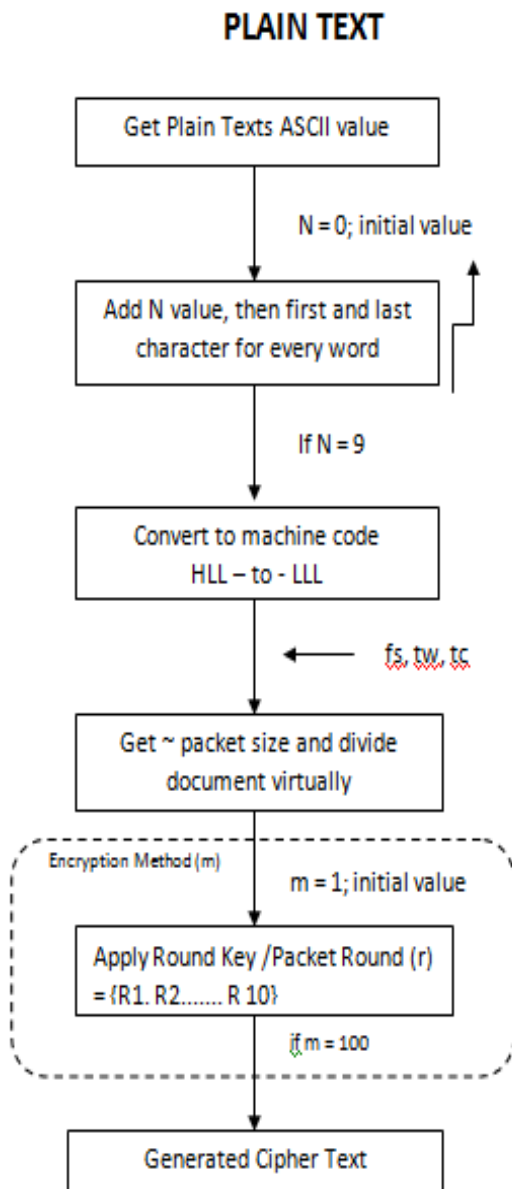 PLAIN TEXT
Get Plain Texts ASCII value
N = 0; initial value
Add N value, then first and last
character for every word
If N = 9
Convert to machine code
HLL – to - LLL
fs, tw, tc
Get ~ packet size and divide
document virtually
Encryption Method (m)
m = 1; initial value
Apply Round Key /Packet Round (r)
= {R1. R2....... R 10}
if m = 100
Generated Cipher Text